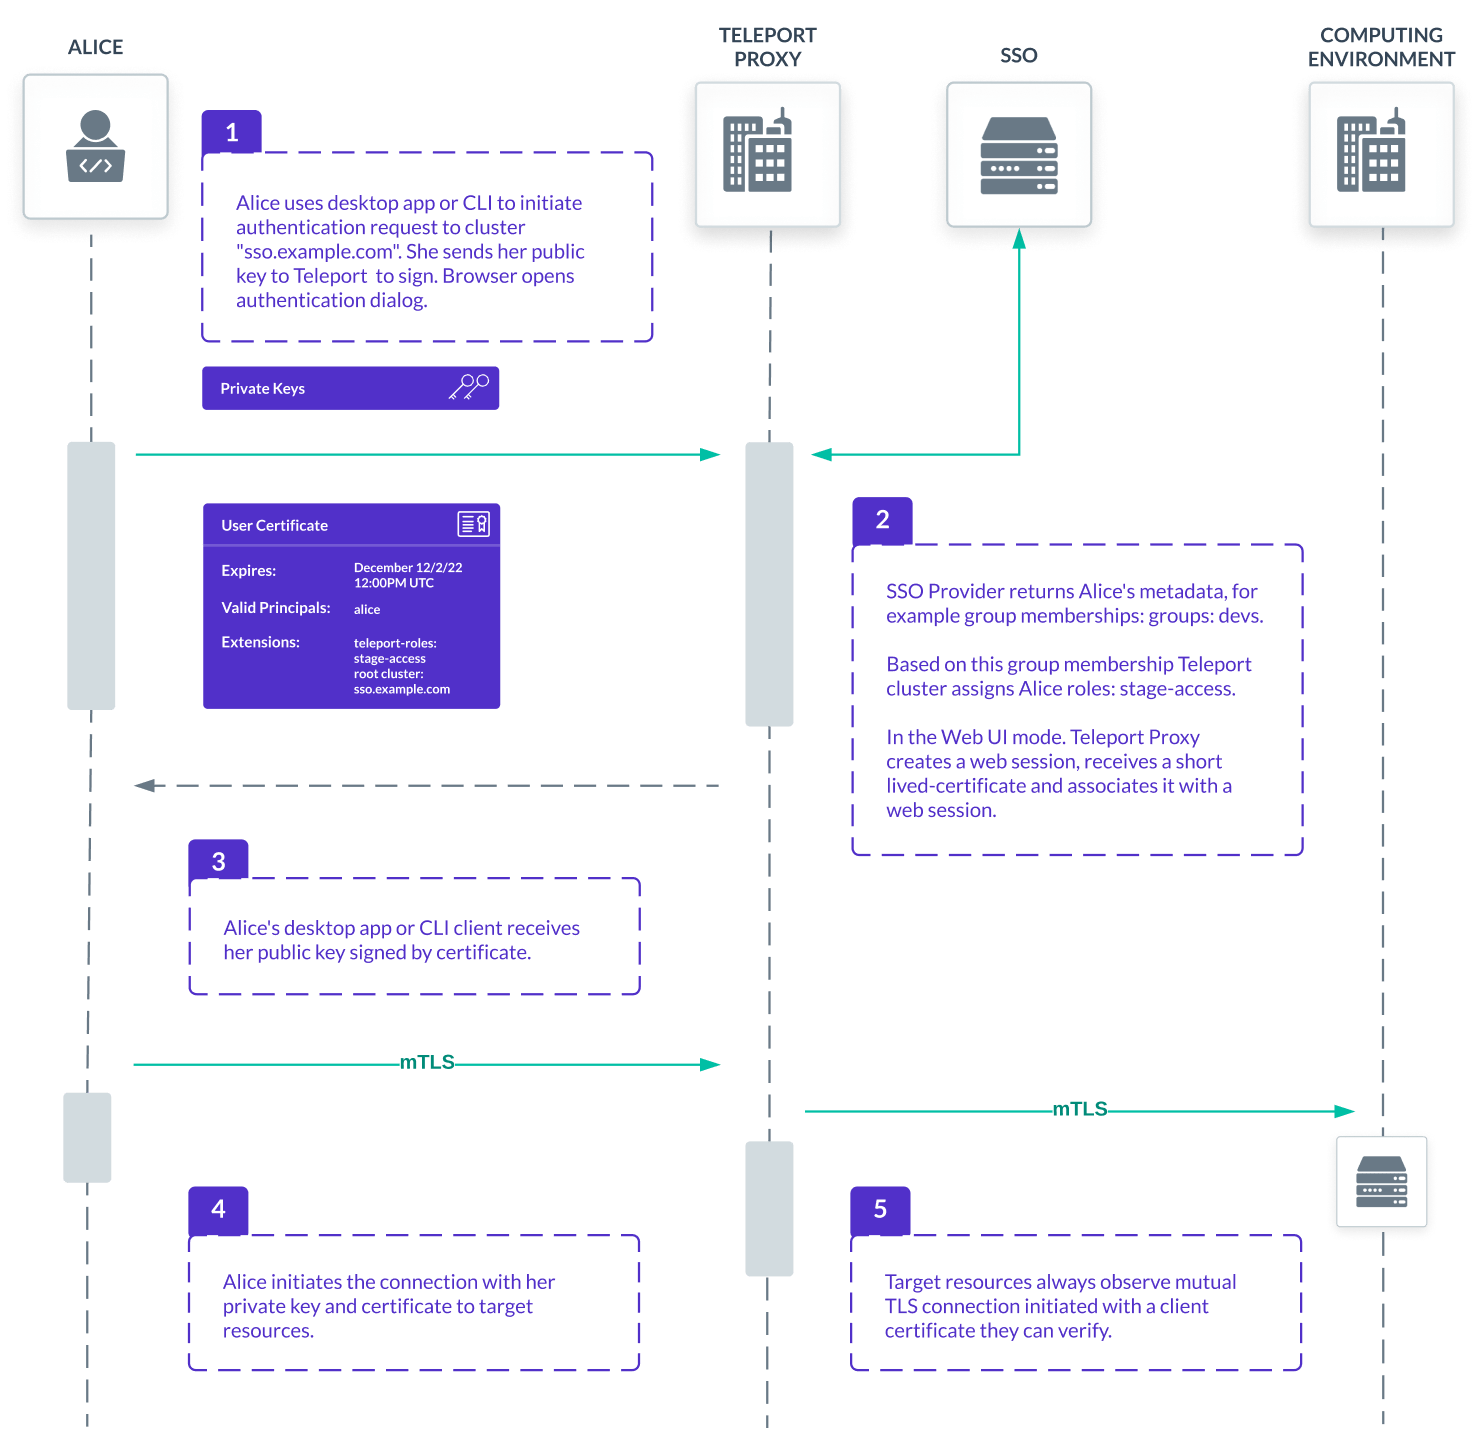 ALICE
TELEPORT
PROXY
SSO
COMPUTING
ENVIRONMENT
1
Alice uses desktop app or CLI to initiate
authentication request to cluster
"sso.example.com". She sends her public
key to Teleport  to sign. Browser opens
authentication dialog.
Private Keys
User Certificate
Expires: December 12/2/22
12:00PM UTC
Valid Principals: alice
Extensions: teleport-roles:
stage-access
root cluster:
sso.example.com
2
SSO Provider returns Alice's metadata, for
example group memberships: groups: devs.
Based on this group membership Teleport
cluster assigns Alice roles: stage-access.
In the Web UI mode. Teleport Proxy
creates a web session, receives a short
lived-certificate and associates it with a
web session.
3
Alice's desktop app or CLI client receives
her public key signed by certificate.
mTLS
mTLS
4
Alice initiates the connection with her
private key and certificate to target
resources.
5
Target resources always observe mutual
TLS connection initiated with a client
certificate they can verify.